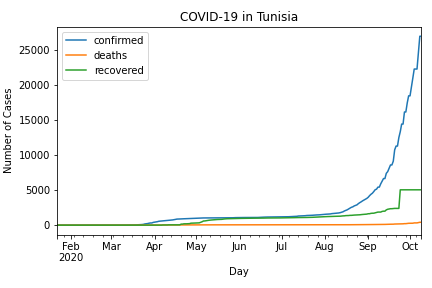 COVID-19 in Tunisia
confirmed
deaths
recovered
Number of Cases
25000
20000
15000
10000
5000
0
Feb Mar Apr May Jun Jul Aug Sep Oct
2020
Day